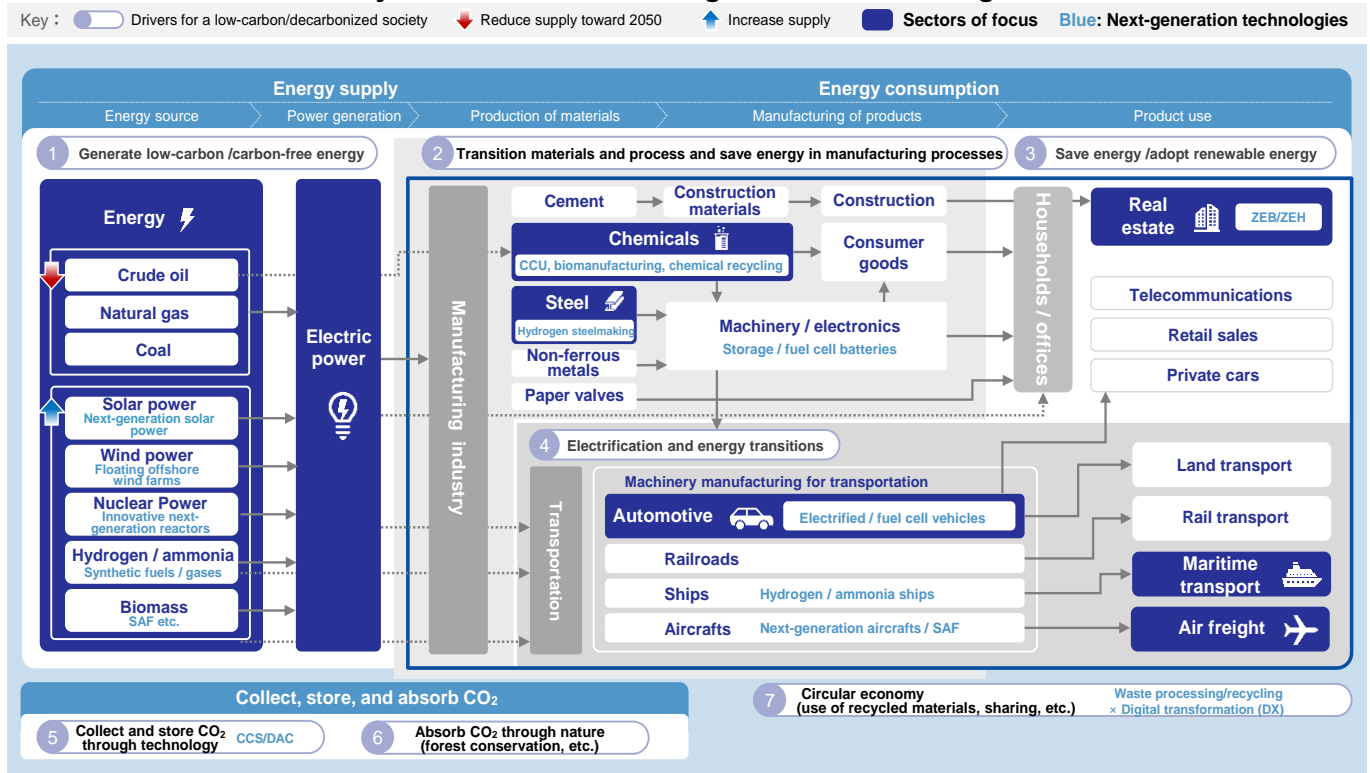 Key :
Drivers for a low-carbon/decarbonized society
Reduce supply toward 2050
Increase supply
Sectors of focus
Blue: Next-generation technologies
Energy supply
Energy consumption
Energy source
Power generation
Production of materials
Manufacturing of products
Product use
1 Generate low-carbon /carbon-free energy
2 Transition materials and process and save energy in manufacturing processes
3 Save energy /adopt renewable energy
Energy
Crude oil
Natural gas
Coal
Solar power
Next-generation solar
power
Wind power
Floating offshore
wind farms
Nuclear Power
Innovative next-
generation reactors
Hydrogen / ammonia
Synthetic fuels / gases
Biomass
SAF etc.
Electric
power
Manufacturing industry
Cement
Construction
materials
Construction
Chemicals
CCU, biomanufacturing, chemical recycling
Consumer
goods
Steel
Hydrogen steelmaking
Machinery / electronics
Storage / fuel cell batteries
Non-ferrous
metals
Paper valves
Households / offices
Real
estate
ZEB/ZEH
Telecommunications
Retail sales
Private cars
4 Electrification and energy transitions
Transportation
Machinery manufacturing for transportation
Automotive
Electrified / fuel cell vehicles
Railroads
Ships
Hydrogen / ammonia ships
Aircrafts
Next-generation aircrafts / SAF
Land transport
Rail transport
Maritime
transport
Air freight
Collect, store, and absorb CO₂
5 Collect and store CO₂
through technology
CCS/DAC
6 Absorb CO₂ through nature
(forest conservation, etc.)
7 Circular economy
(use of recycled materials, sharing, etc.)
Waste processing/recycling
× Digital transformation (DX)